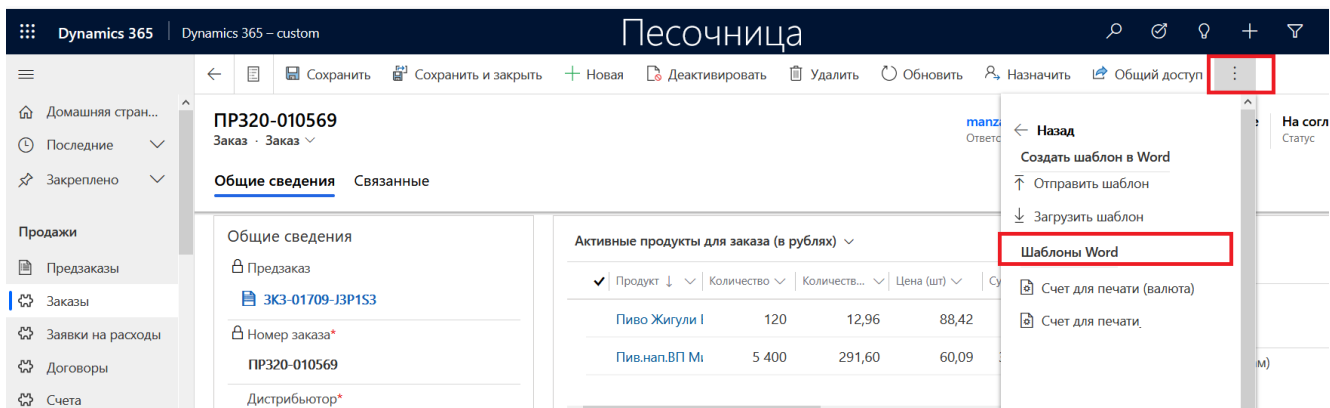 Dynamics 365 Dynamics 365 – custom Песочница
Сохранить Сохранить и закрыть Новая Деактивировать Удалить Обновить Назначить Общий доступ
Домашняя стран...
Последние
Закреплено
Продажи
Предзаказы
Заказы
Заявки на расходы
Договоры
Счета
ПР320-010569
Заказ · Заказ
На согл
Статус
Общие сведения Связанные
Общие сведения
Предзаказ
ЗКЗ-01709-J3P1S3
Номер заказа*
ПР320-010569
Дистрибьютор*
Активные продукты для заказа (в рублях)
Продукт Количество Количеств... Цена (шт)
Пиво Жигули 120 12,96 88,42
Пив.нап.ВП 5 400 291,60 60,09
Назад
Создать шаблон в Word
Отправить шаблон
Загрузить шаблон
Шаблоны Word
Счет для печати (валюта)
Счет для печати